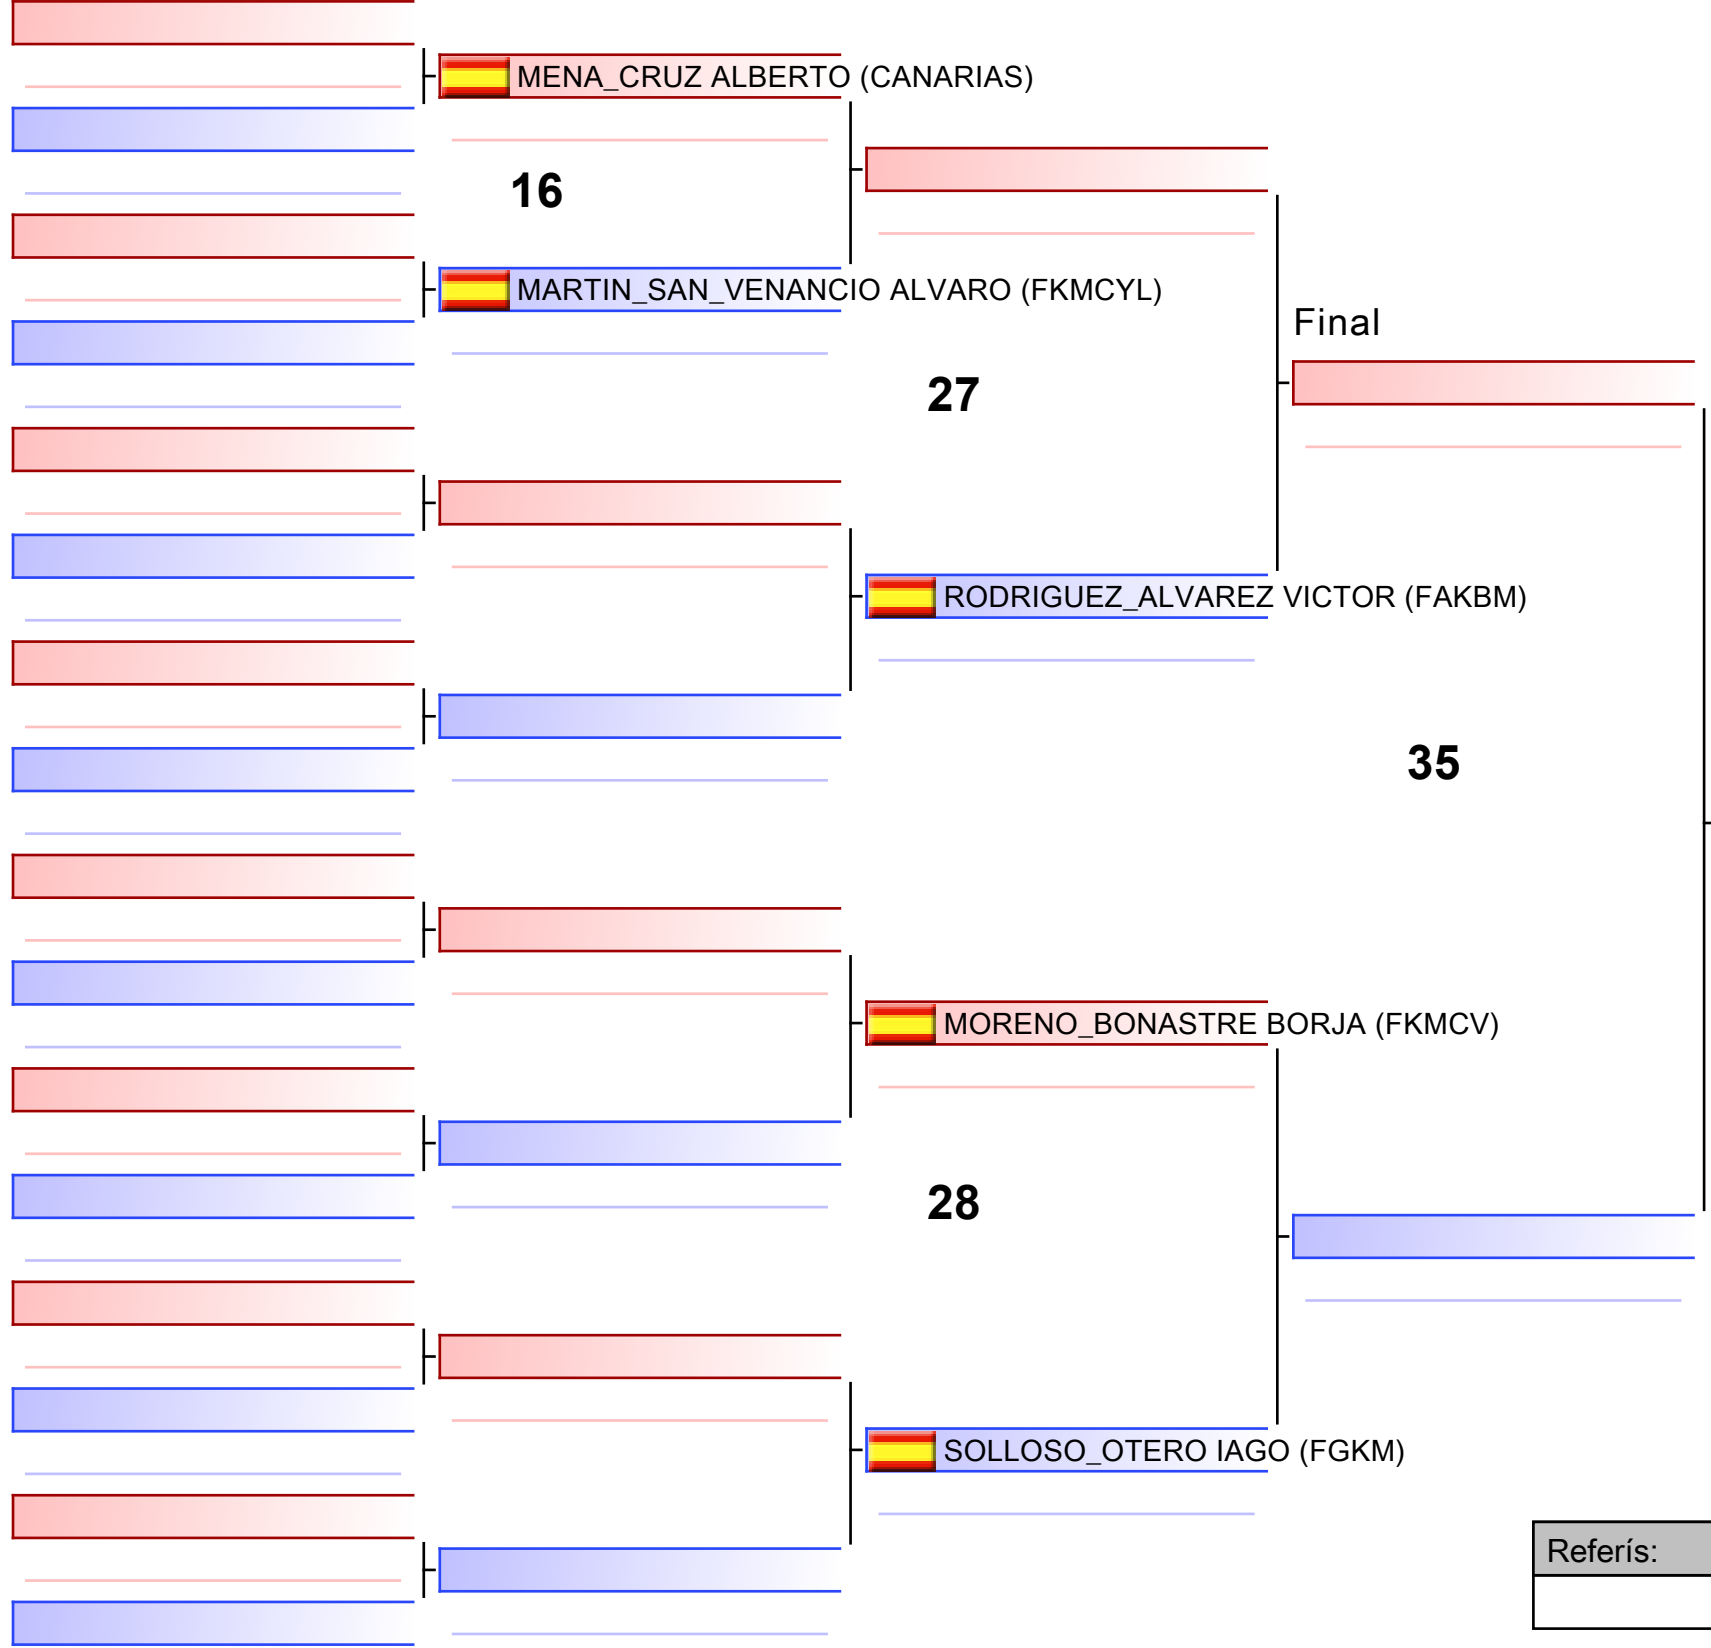 MENA_CRUZ ALBERTO (CANARIAS)
16
MARTIN_SAN_VENANCIO ALVARO (FKMCYL)
Final
27
RODRIGUEZ_ALVAREZ VICTOR (FAKBM)
35
MORENO_BONASTRE BORJA (FKMCV)
28
SOLLOSO_OTERO IAGO (FGKM)
Referís: